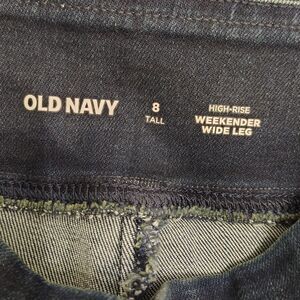 OLD NAVY
8
TALL
HIGH-RISE
WEEKENDER
WIDE LEG